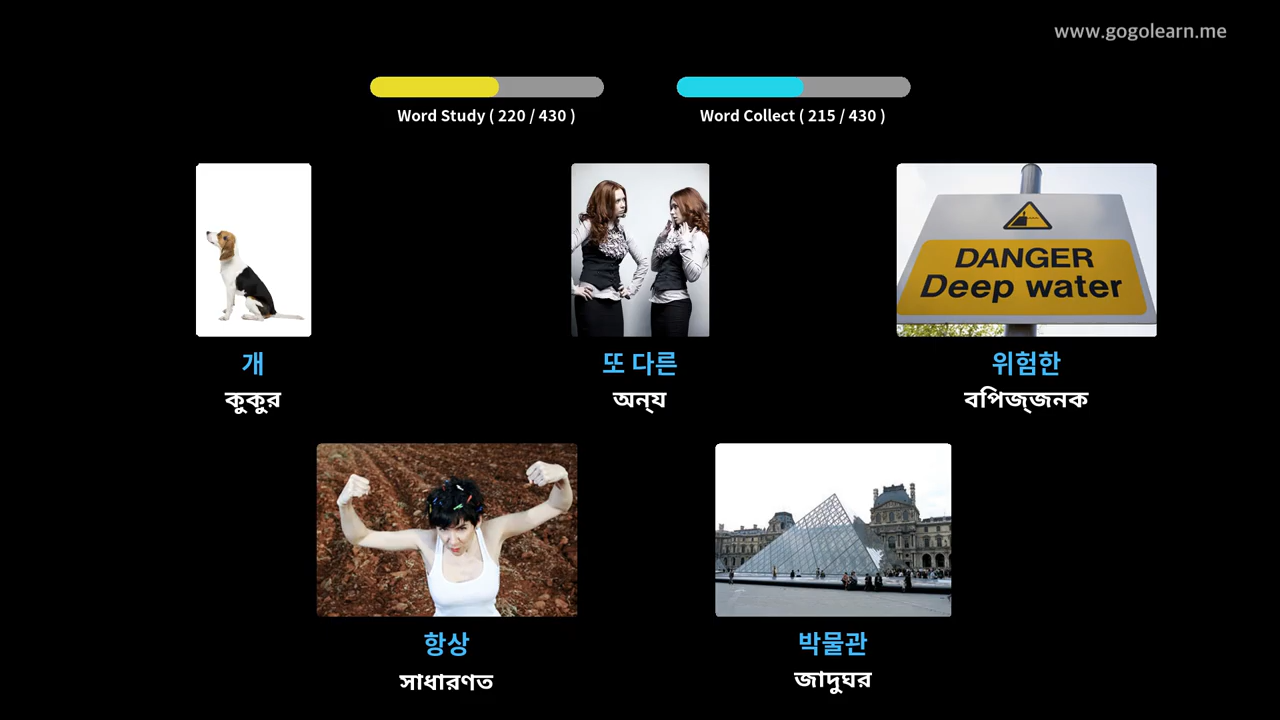 www.gogolearn.me
Word Study ( 220 / 430 )
Word Collect ( 215 / 430 )
DANGER
Deep water
개
또 다른
위험한
কুকুর
অন্য
বিপজ্জনক
항상
박물관
সাধারণত
জাদুঘর